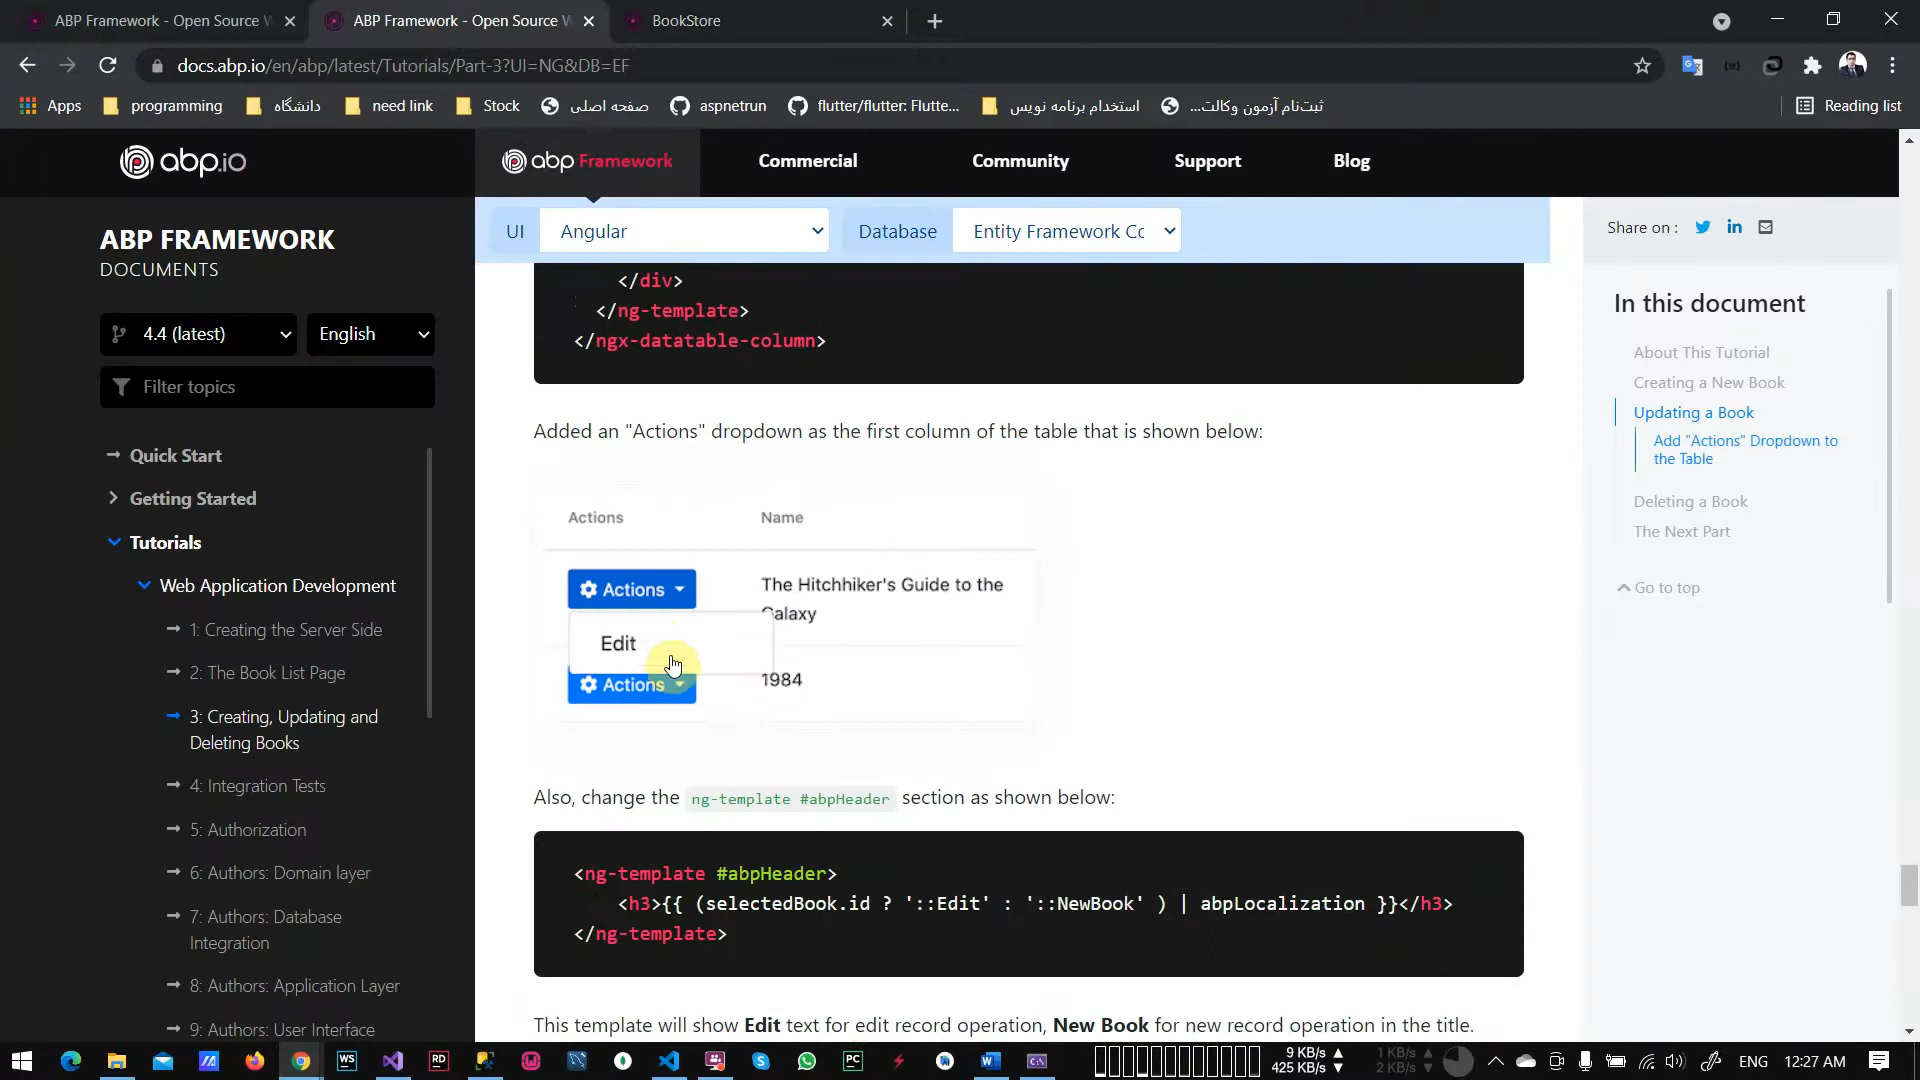 ABP Framework - Open Source W
ABP Framework - Open Source W
BookStore
docs.abp.io/en/abp/latest/Tutorials/Part-3?UI=NG&DB=EF
Apps
programming
دانشگاه
need link
Stock
صفحه اصلی
aspnetrun
flutter/flutter: Flutte...
استخدام برنامه نویس
ثبت‌نام آزمون وکالت...
Reading list
abp.io
abp Framework
Commercial
Community
Support
Blog
UI
Angular
Database
Entity Framework Cc
Share on :
ABP FRAMEWORK
DOCUMENTS
4.4 (latest)
English
Filter topics
Quick Start
Getting Started
Tutorials
Web Application Development
1: Creating the Server Side
2: The Book List Page
3: Creating, Updating and
Deleting Books
4: Integration Tests
5: Authorization
6: Authors: Domain layer
7: Authors: Database
Integration
8: Authors: Application Layer
9: Authors: User Interface
</div>
</ng-template>
</ngx-datatable-column>
Added an "Actions" dropdown as the first column of the table that is shown below:
Actions
Name
Actions
The Hitchhiker's Guide to the
Galaxy
Edit
Actions
1984
Also, change the ng-template #abpHeader section as shown below:
<ng-template #abpHeader>
<h3>{{ (selectedBook.id ? '::Edit' : '::NewBook' ) | abpLocalization }}</h3>
</ng-template>
This template will show Edit text for edit record operation, New Book for new record operation in the title.
In this document
About This Tutorial
Creating a New Book
Updating a Book
Add "Actions" Dropdown to
the Table
Deleting a Book
The Next Part
Go to top
WS
RD
PC
9 KB/s
425 KB/s
1 KB/s
2 KB/s
ENG
12:27 AM